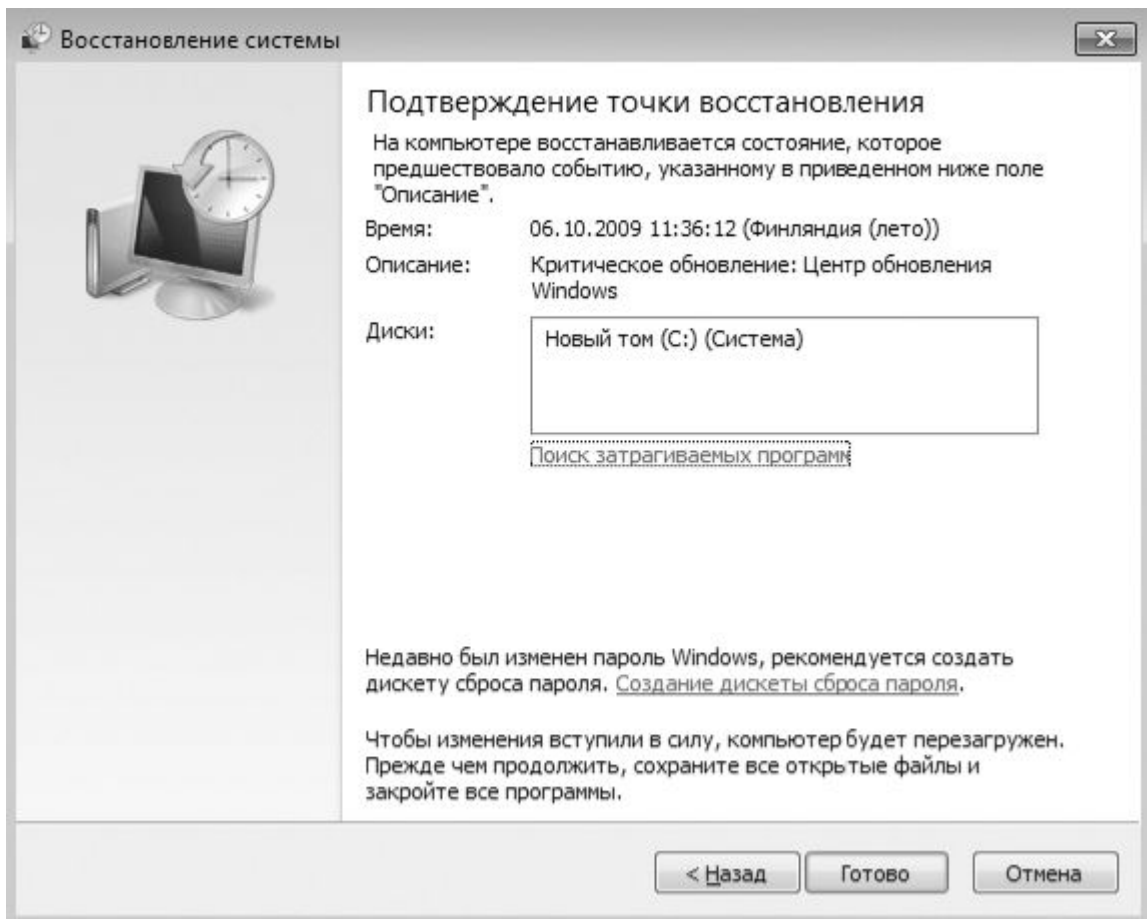 Восстановление системы
Подтверждение точки восстановления
На компьютере восстанавливается состояние, которое
предшествовало событию, указанному в приведенном ниже поле
"Описание".
Время: 06.10.2009 11:36:12 (Финляндия (лето))
Описание: Критическое обновление: Центр обновления
Windows
Диски: Новый том (C:) (Система)
Поиск затрагиваемых программ
Недавно был изменен пароль Windows, рекомендуется создать
дискету сброса пароля. Создание дискеты сброса пароля.
Чтобы изменения вступили в силу, компьютер будет перезагружен.
Прежде чем продолжить, сохраните все открытые файлы и
закройте все программы.
< Назад Готово Отмена